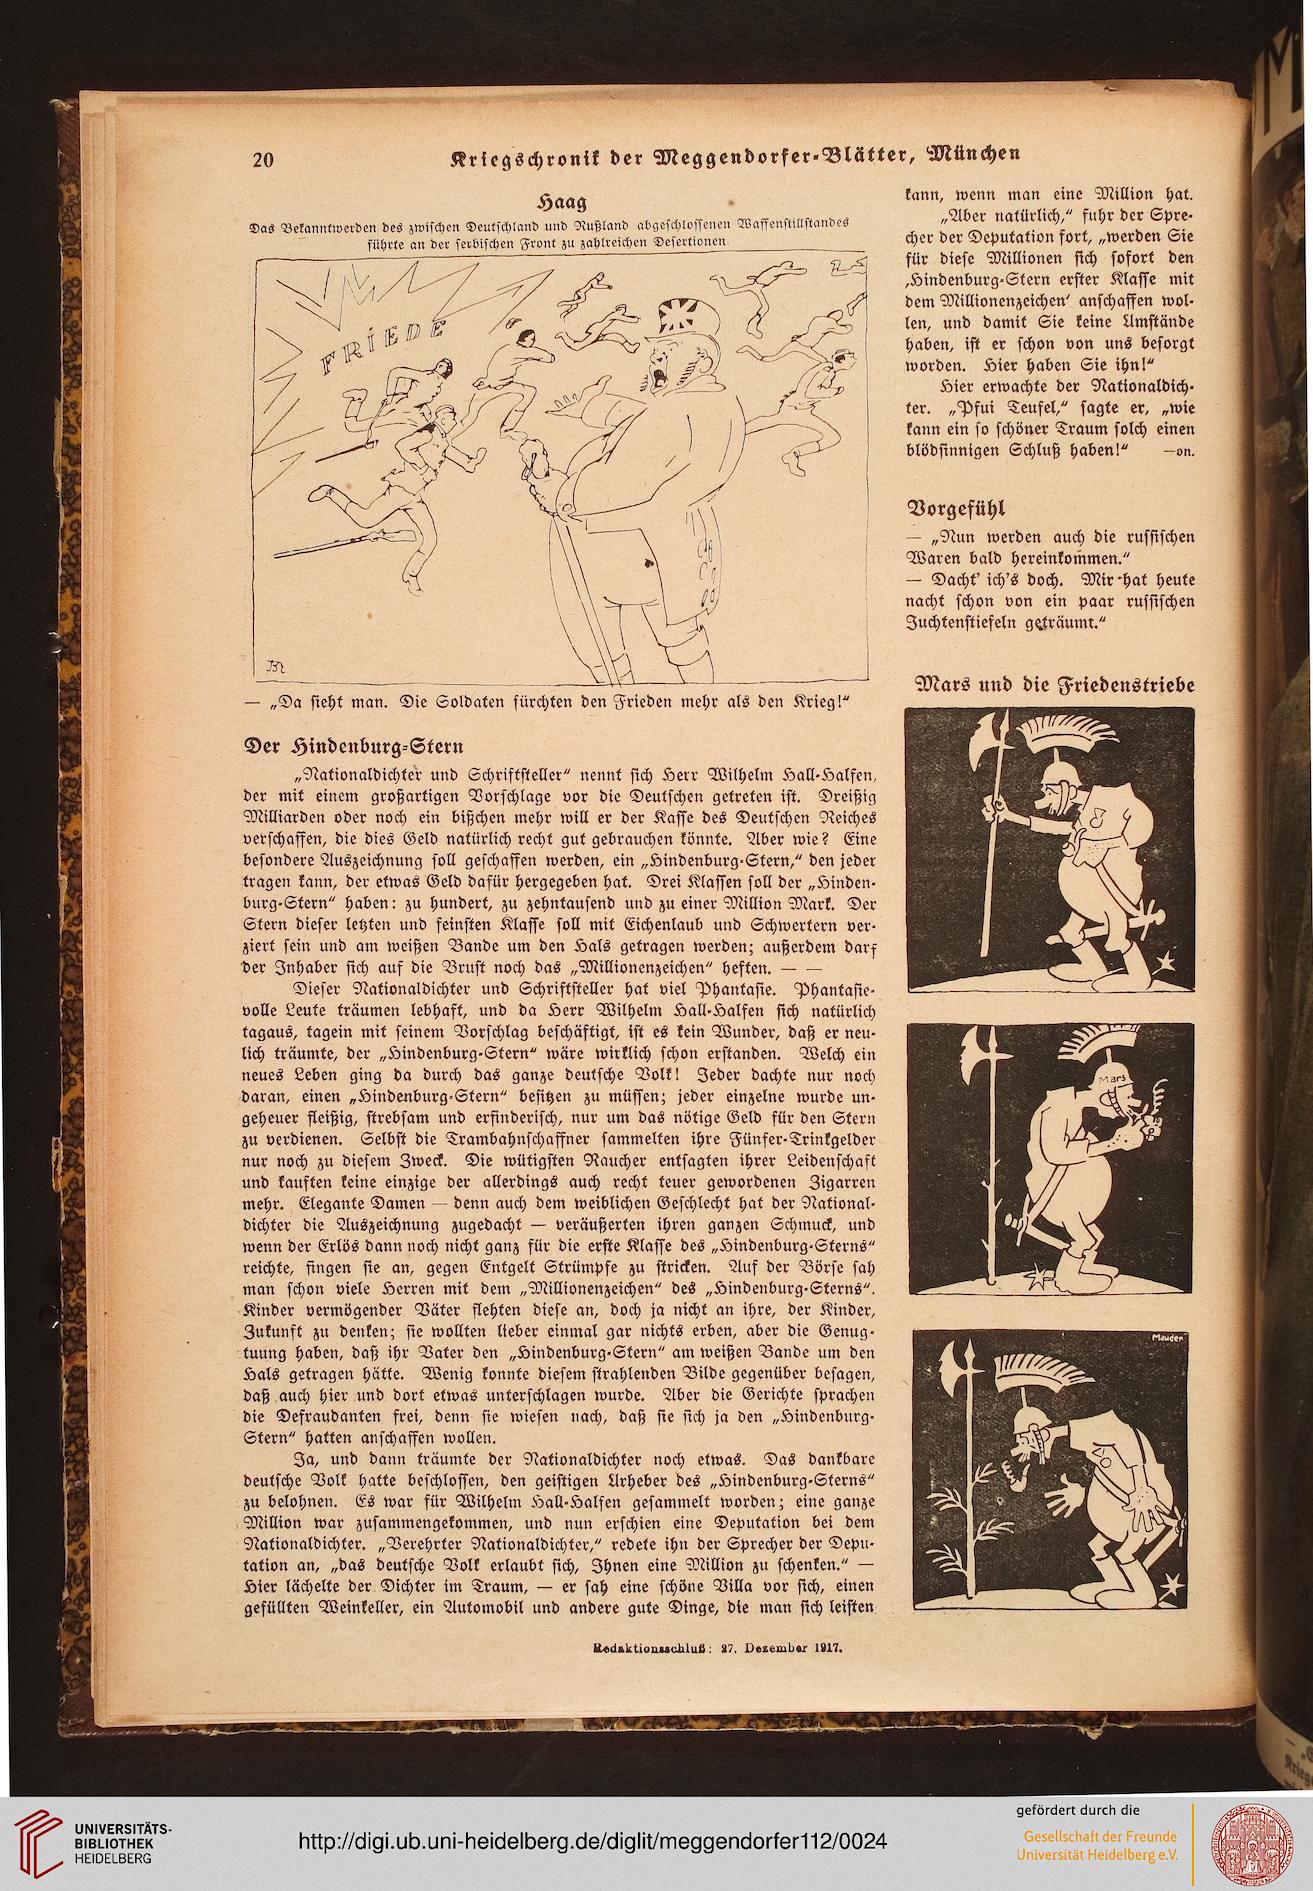 20
Kriegschronik der Meggendorfer-Blätter, München
Haag
Das Bekanntwerden des zwischen Deutschland und Rußland abgeschlossenen Waffenstillstandes
führte an der serbischen Front zu zahlreichen Desertionen
FRIEDE
— „Da sieht man. Die Soldaten fürchten den Frieden mehr als den Krieg!“
Der Hindenburg-Stern
„Nationaldichter und Schriftsteller“ nennt sich Herr Wilhelm Hall-Halsen,
der mit einem großartigen Vorschlage vor die Deutschen getreten ist. Dreißig
Milliarden oder noch ein bißchen mehr will er der Kasse des Deutschen Reiches
verschaffen, die dies Geld natürlich recht gut gebrauchen könnte. Aber wie? Eine
besondere Auszeichnung soll geschaffen werden, ein „Hindenburg-Stern,“ den jeder
tragen kann, der etwas Geld dafür hergegeben hat. Drei Klassen soll der „Hinden-
burg-Stern“ haben: zu hundert, zu zehntausend und zu einer Million Mark. Der
Stern dieser letzten und feinsten Klasse soll mit Eichenlaub und Schwertern ver-
ziert sein und am weißen Bande um den Hals getragen werden; außerdem darf
der Inhaber sich auf die Brust noch das „Millionenzeichen“ heften. — —
Dieser Nationaldichter und Schriftsteller hat viel Phantasie. Phantasie-
volle Leute träumen lebhaft, und da Herr Wilhelm Hall-Halsen sich natürlich
tagaus, tagein mit seinem Vorschlag beschäftigt, ist es kein Wunder, daß er neu-
lich träumte, der „Hindenburg-Stern“ wäre wirklich schon erstanden. Welch ein
neues Leben ging da durch das ganze deutsche Volk! Jeder dachte nur noch
daran, einen „Hindenburg-Stern“ besitzen zu müssen; jeder einzelne wurde un-
geheuer fleißig, strebsam und erfinderisch, nur um das nötige Geld für den Stern
zu verdienen. Selbst die Trambahnschaffner sammelten ihre Fünfer-Trinkgelder
nur noch zu diesem Zweck. Die wütigsten Raucher entsagten ihrer Leidenschaft
und kauften keine einzige der allerdings auch recht teuer gewordenen Zigarren
mehr. Elegante Damen — denn auch dem weiblichen Geschlecht hat der National-
dichter die Auszeichnung zugedacht — veräußerten ihren ganzen Schmuck, und
wenn der Erlös dann noch nicht ganz für die erste Klasse des „Hindenburg-Sterns“
reichte, fingen sie an, gegen Entgelt Strümpfe zu stricken. Auf der Börse sah
man schon viele Herren mit dem „Millionenzeichen“ des „Hindenburg-Sterns“.
Kinder vermögender Väter flehten diese an, doch ja nicht an ihre, der Kinder,
Zukunft zu denken; sie wollten lieber einmal gar nichts erben, aber die Genug-
tuung haben, daß ihr Vater den „Hindenburg-Stern“ am weißen Bande um den
Hals getragen hätte. Wenig konnte diesem strahlenden Bilde gegenüber besagen,
daß auch hier und dort etwas unterschlagen wurde. Aber die Gerichte sprachen
die Defraudanten frei, denn sie wiesen nach, daß sie sich ja den „Hindenburg-
Stern“ hatten anschaffen wollen.
Ja, und dann träumte der Nationaldichter noch etwas. Das dankbare
deutsche Volk hatte beschlossen, den geistigen Urheber des „Hindenburg-Sterns“
zu belohnen. Es war für Wilhelm Hall-Halsen gesammelt worden; eine ganze
Million war zusammengekommen, und nun erschien eine Deputation bei dem
Nationaldichter. „Verehrter Nationaldichter,“ redete ihn der Sprecher der Depu-
tation an, „das deutsche Volk erlaubt sich, Ihnen eine Million zu schenken.“ —
Hier lächelte der Dichter im Traum, — er sah eine schöne Villa vor sich, einen
gefüllten Weinkeller, ein Automobil und andere gute Dinge, die man sich leisten
kann, wenn man eine Million hat.
„Aber natürlich,“ fuhr der Spre-
cher der Deputation fort, „werden Sie
für diese Millionen sich sofort den
‚Hindenburg-Stern erster Klasse mit
dem Millionenzeichen‘ anschaffen wol-
len, und damit Sie keine Umstände
haben, ist er schon von uns besorgt
worden. Hier haben Sie ihn!“
Hier erwachte der Nationaldich-
ter. „Pfui Teufel,“ sagte er, „wie
kann ein so schöner Traum solch einen
blödsinnigen Schluß haben!“ —on.
Vorgefühl
— „Nun werden auch die russischen
Waren bald hereinkommen.“
— Dacht' ich's doch. Mir hat heute
nacht schon von ein paar russischen
Juchtenstiefeln geträumt.“
Mars und die Friedenstriebe
Mars
Mauder
Redaktionsschluß: 27. Dezember 1917.
UNIVERSITÄTS-
BIBLIOTHEK
HEIDELBERG
http://digi.ub.uni-heidelberg.de/diglit/meggendorfer112/0024
gefördert durch die
Gesellschaft der Freunde
Universität Heidelberg e.V.